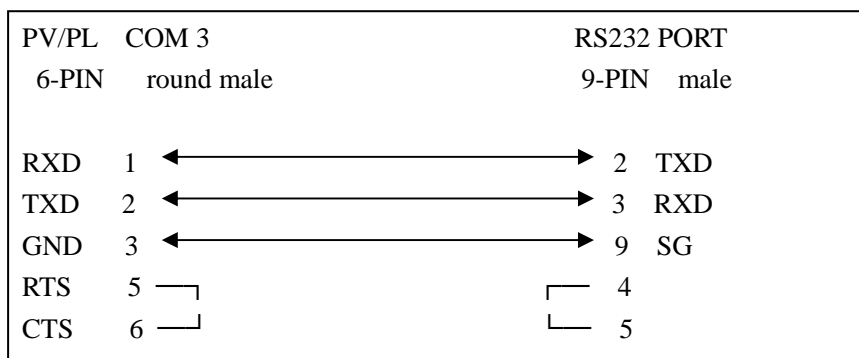 PV/PL COM 3 RS232 PORT
6-PIN round male 9-PIN male
RXD 1 2 TXD
TXD 2 3 RXD
GND 3 9 SG
RTS 5 4
CTS 6 5